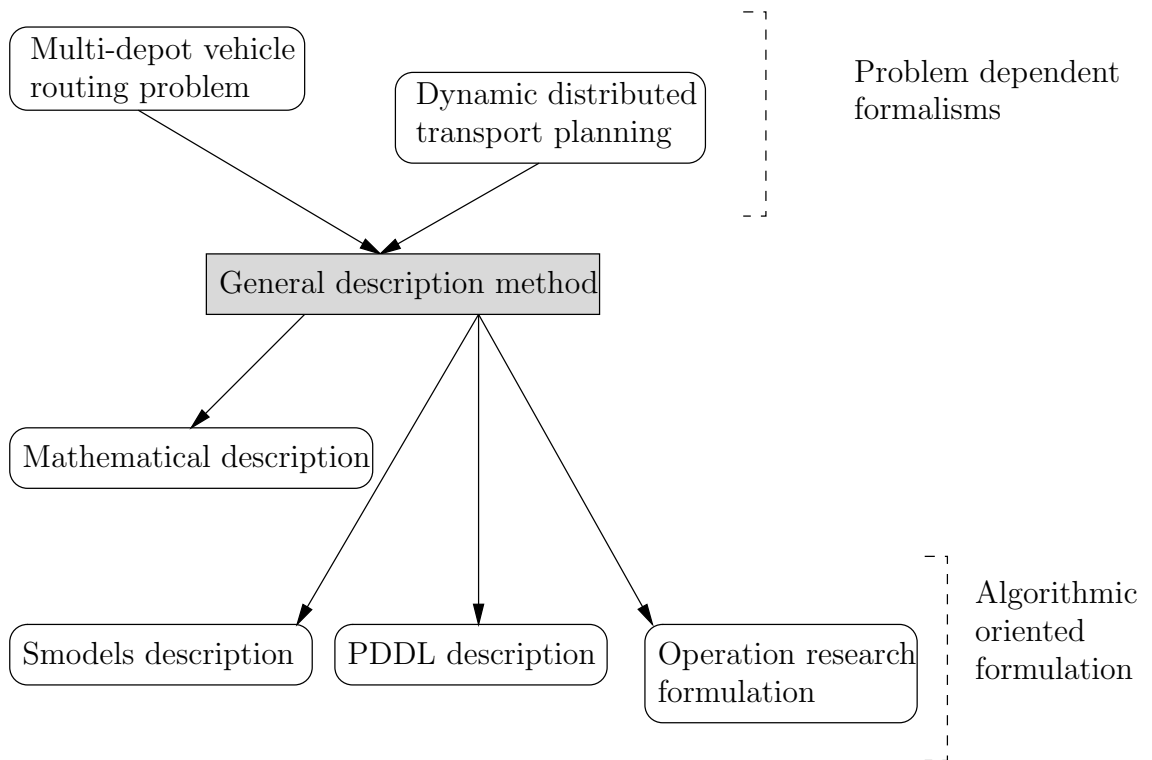 Multi-depot vehicle
routing problem
Dynamic distributed
transport planning
Problem dependent
formalisms
General description method
Mathematical description
Smodels description
PDDL description
Operation research
formulation
Algorithmic
oriented
formulation